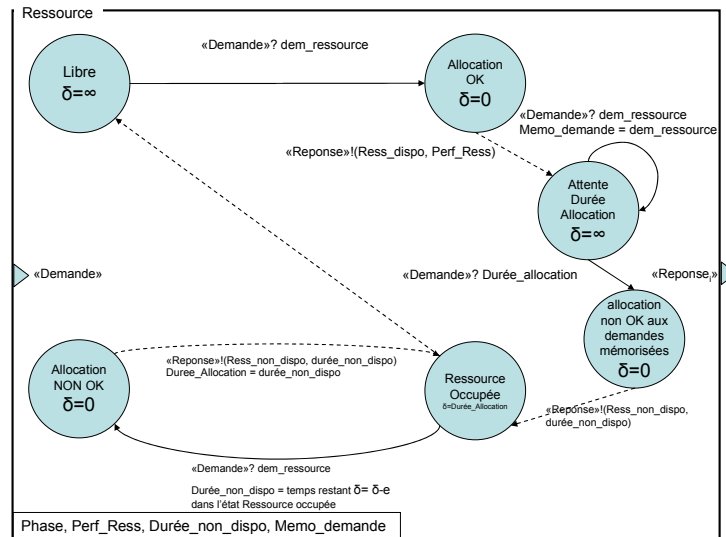 Ressource
«Demande»? dem_ressource
Libre
δ=∞
Allocation
OK
δ=0
«Demande»? dem_ressource
Memo_demande = dem_ressource
«Reponse»!(Ress_dispo, Perf_Ress)
Attente
Durée
Allocation
δ=∞
«Demande»
«Demande»? Durée_allocation
«Reponseᵢ»
allocation
non OK aux
demandes
mémorisées
δ=0
Allocation
NON OK
δ=0
«Reponse»!(Ress_non_dispo, durée_non_dispo)
Duree_Allocation = durée_non_dispo
Ressource
Occupée
δ=Durée_Allocation
«Reponse»!(Ress_non_dispo,
durée_non_dispo)
«Demande»? dem_ressource
Durée_non_dispo = temps restant δ= δ-e
dans l'état Ressource occupée
Phase, Perf_Ress, Durée_non_dispo, Memo_demande